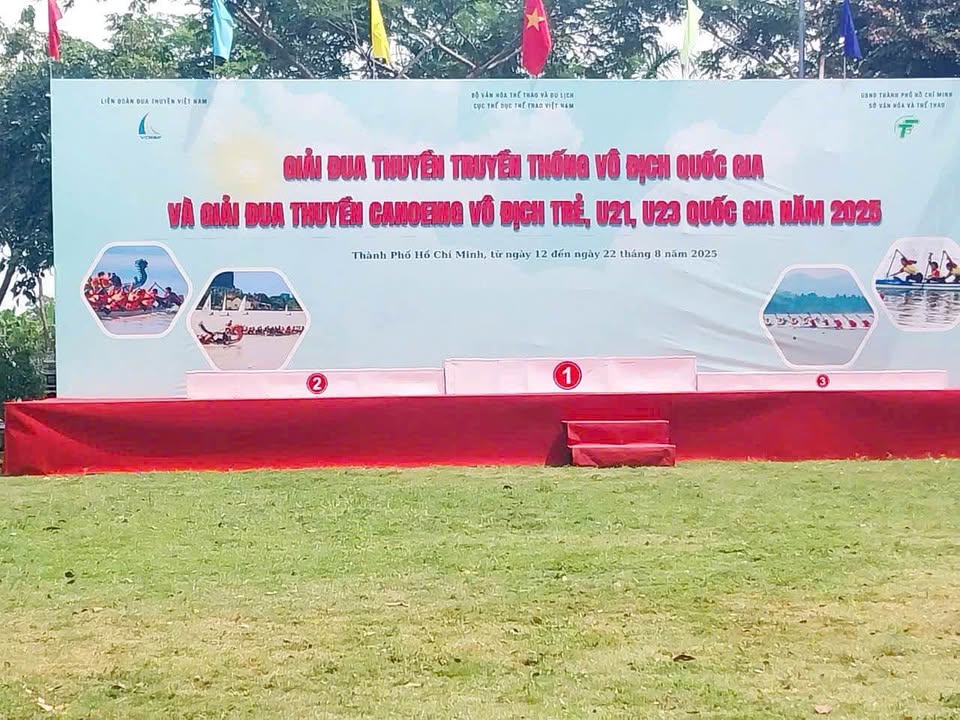 LIÊN ĐOÀN ĐUA THUYỀN VIỆT NAM
BỘ VĂN HÓA THỂ THAO VÀ DU LỊCH
CỤC THỂ DỤC THỂ THAO VIỆT NAM
UBND THÀNH PHỐ HỒ CHÍ MINH
SỞ VĂN HÓA VÀ THỂ THAO
GIẢI ĐUA THUYỀN TRUYỀN THỐNG VÔ ĐỊCH QUỐC GIA
VÀ GIẢI ĐUA THUYỀN CANOEING VÔ ĐỊCH TRẺ, U21, U23 QUỐC GIA NĂM 2025
Thành Phố Hồ Chí Minh, từ ngày 12 đến ngày 22 tháng 8 năm 2025
2
1
3